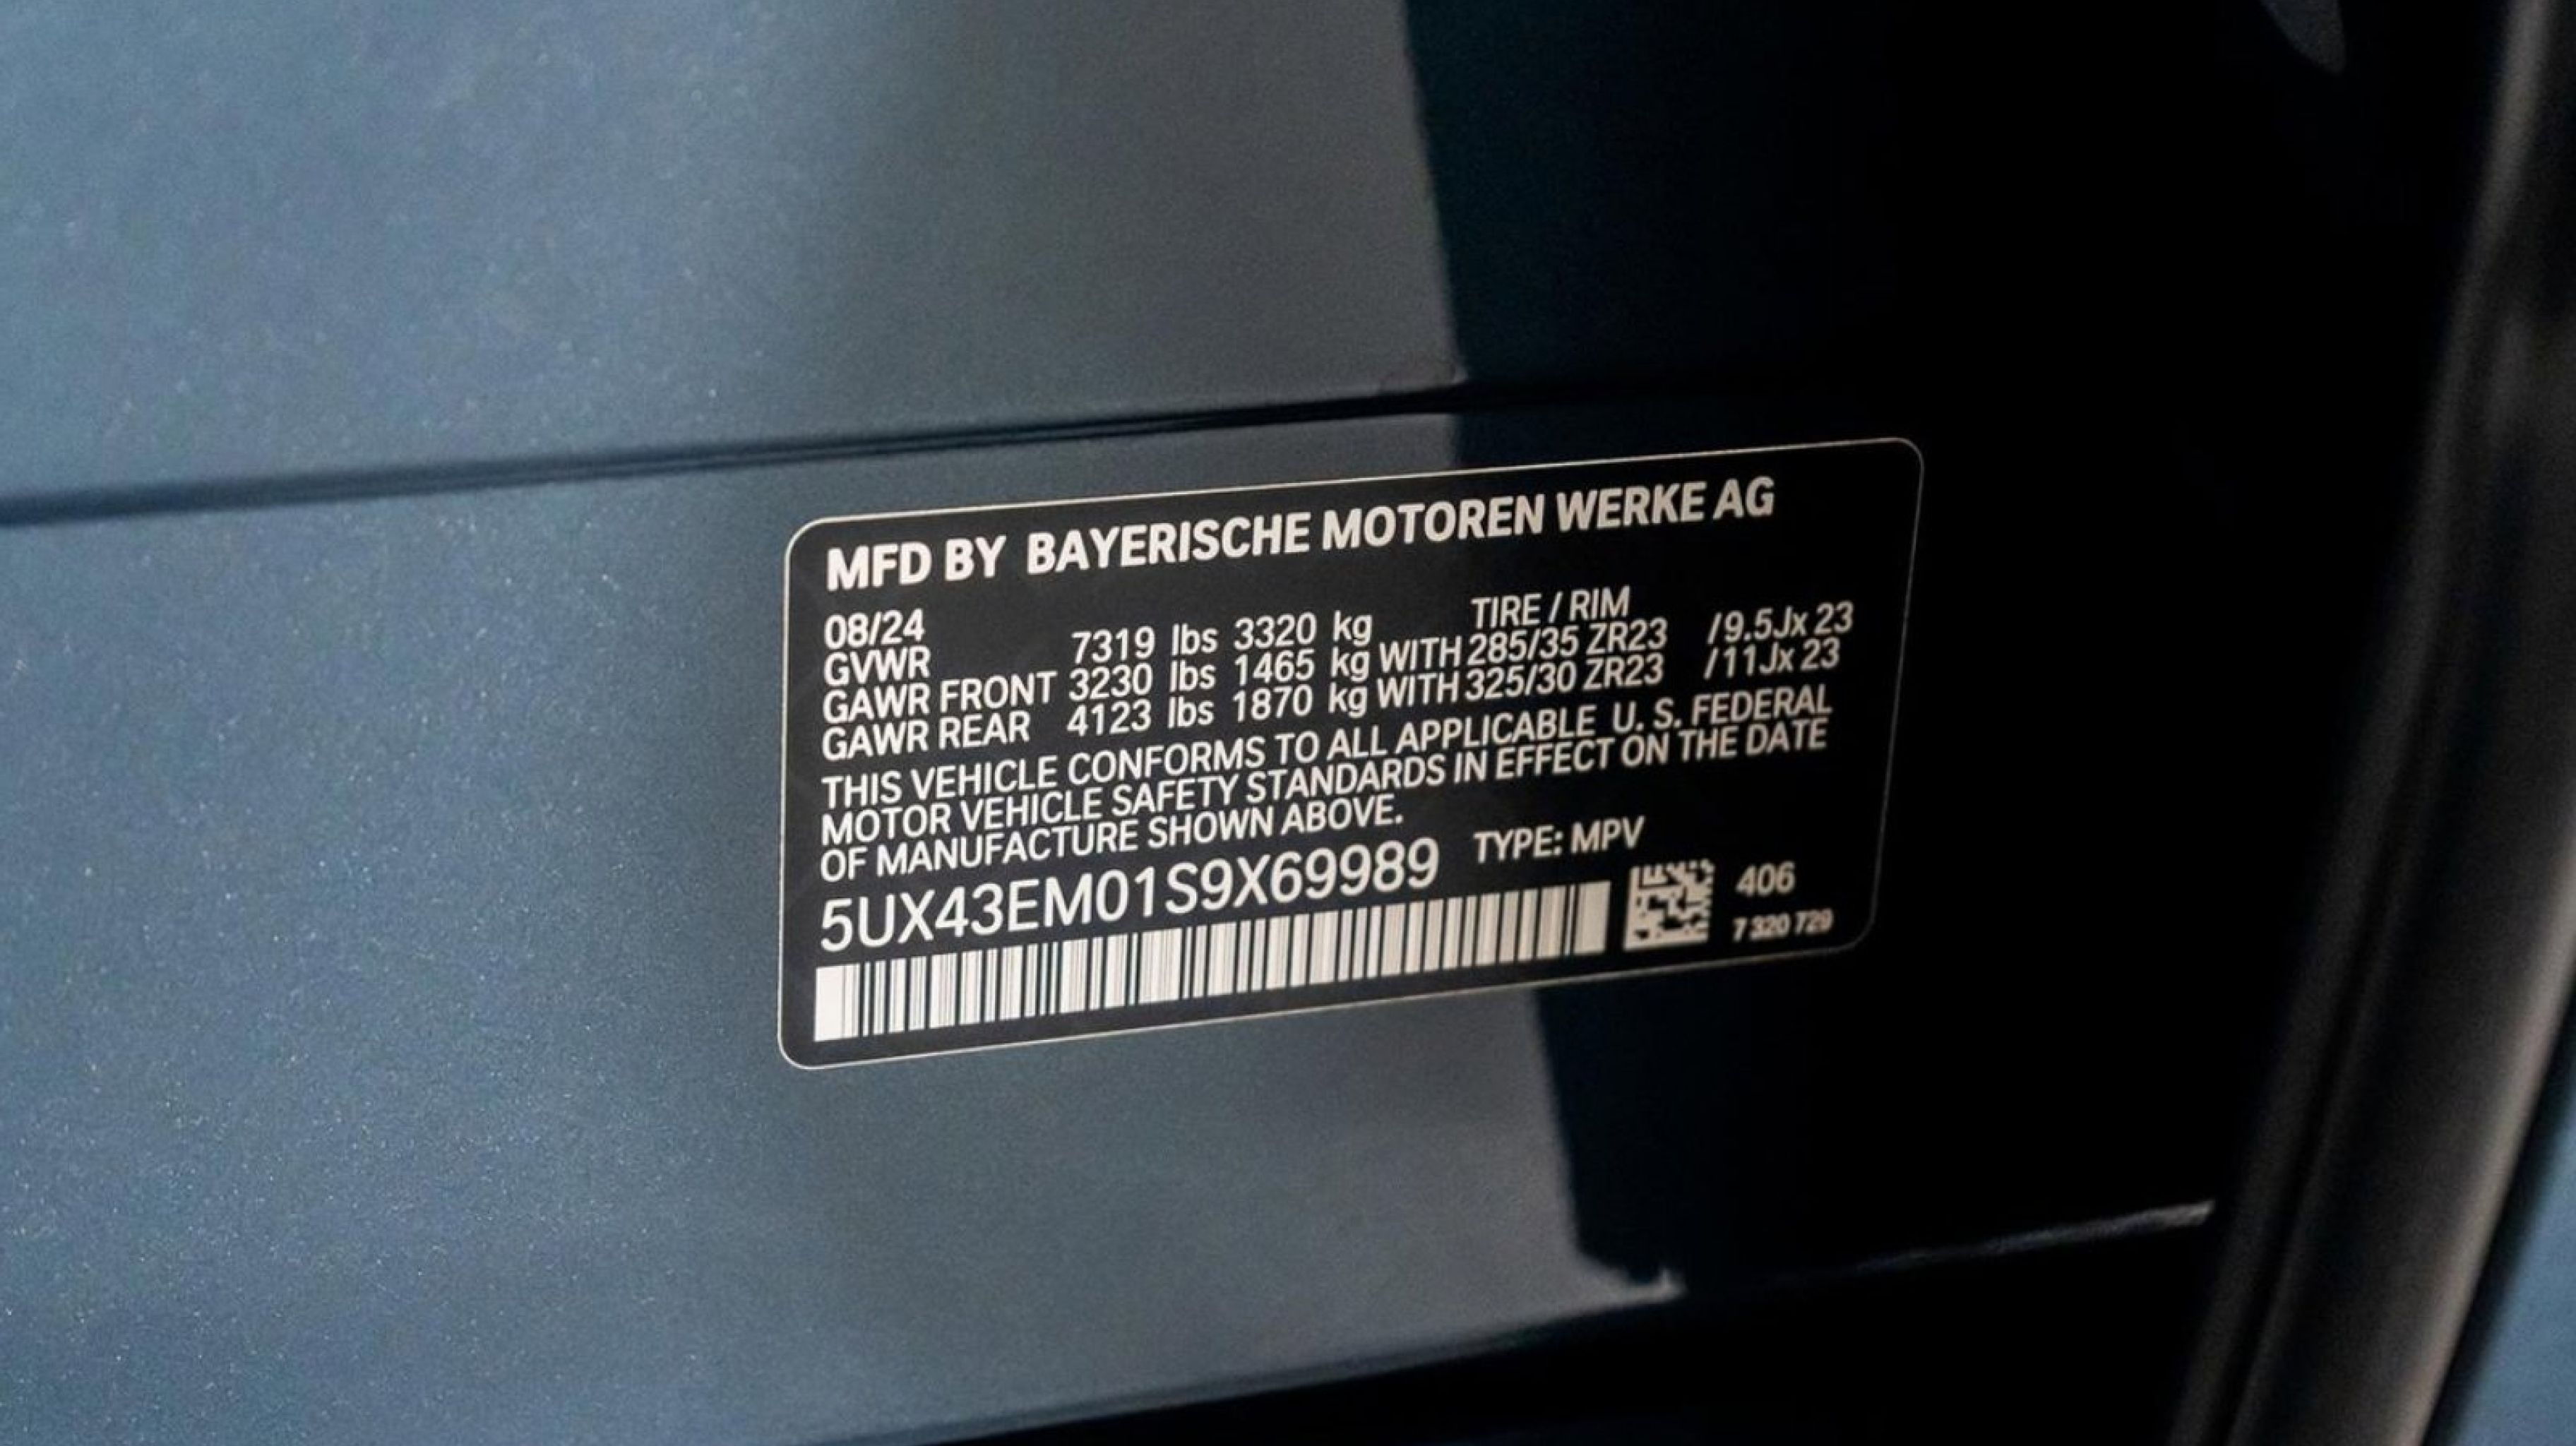 MFD BY BAYERISCHE MOTOREN WERKE AG
08/24 TIRE / RIM
GVWR 7319 lbs 3320 kg
GAWR FRONT 3230 lbs 1465 kg WITH 285/35 ZR23 /9.5Jx 23
GAWR REAR 4123 lbs 1870 kg WITH 325/30 ZR23 /11Jx 23
THIS VEHICLE CONFORMS TO ALL APPLICABLE U. S. FEDERAL
MOTOR VEHICLE SAFETY STANDARDS IN EFFECT ON THE DATE
OF MANUFACTURE SHOWN ABOVE.
5UX43EM01S9X69989 TYPE: MPV
406
7 320 729